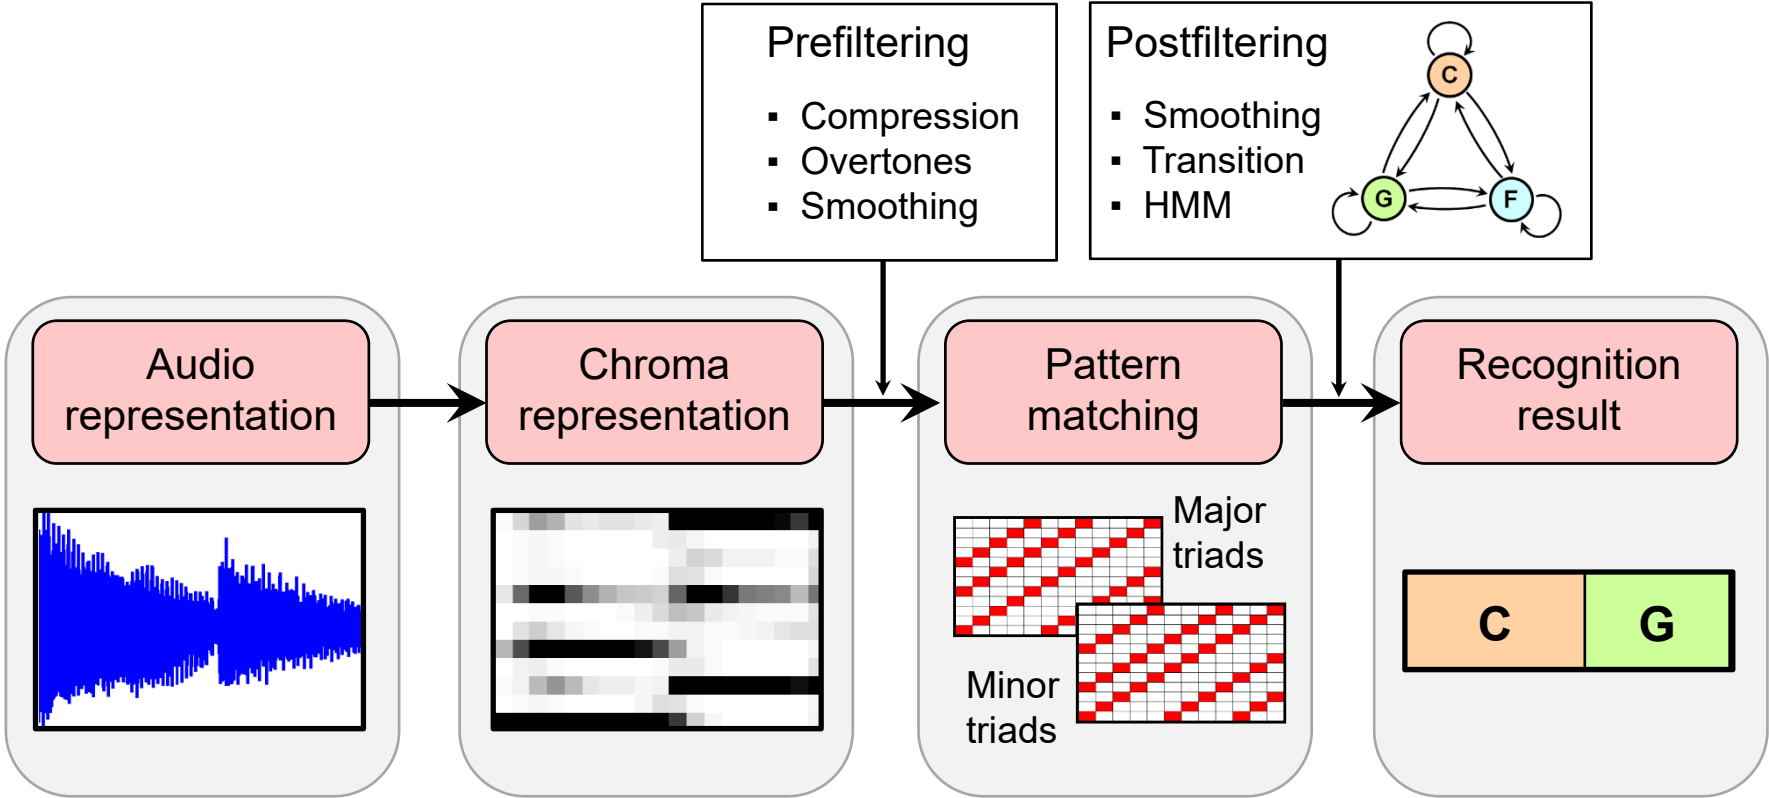 Prefiltering
▪ Compression
▪ Overtones
▪ Smoothing
Postfiltering
▪ Smoothing
▪ Transition
▪ HMM
C
G
F
Audio
representation
Chroma
representation
Pattern
matching
Recognition
result
Major
triads
Minor
triads
C
G